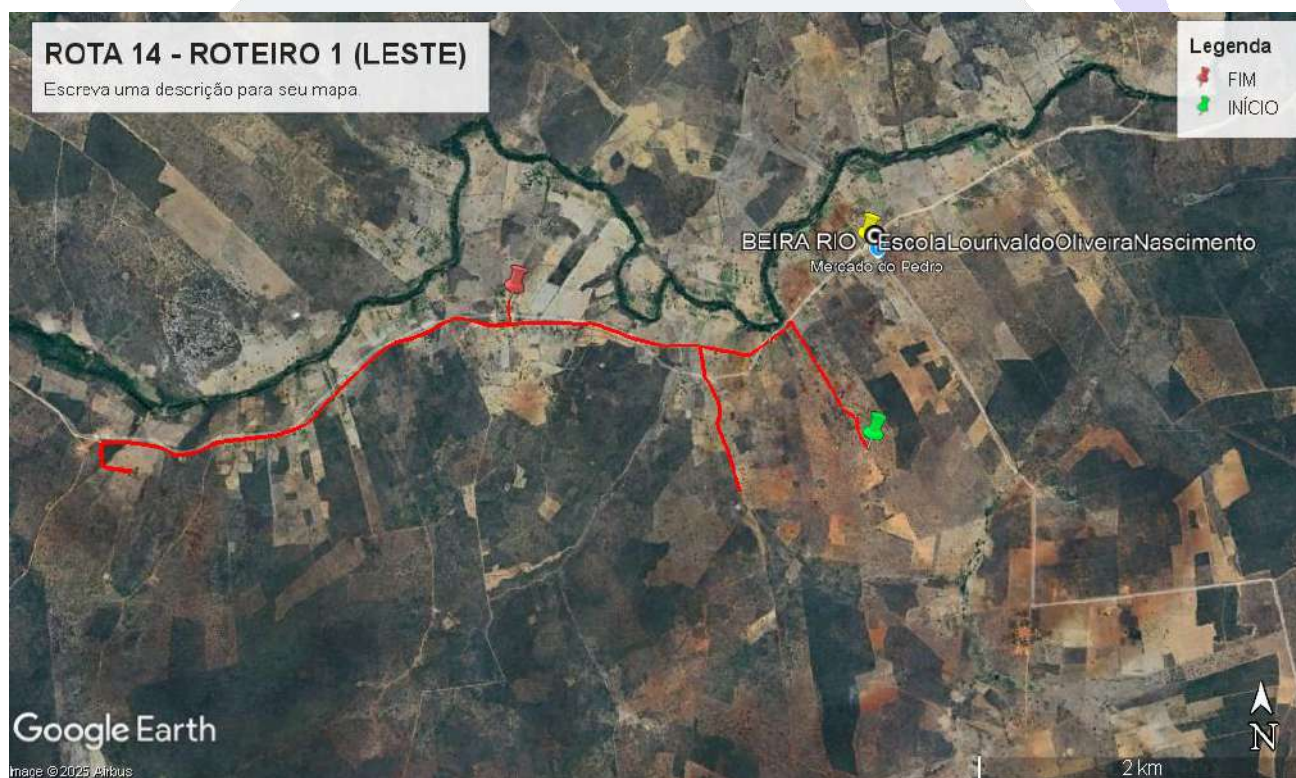 ROTA 14 - ROTEIRO 1 (LESTE)
Escreva uma descrição para seu mapa.
Legenda
FIM
INÍCIO
BEIRA RIO
EscolaLourivaldoOliveiraNascimento
Mercado do Pedro
Google Earth
Image © 2025 Airbus
N
2 km